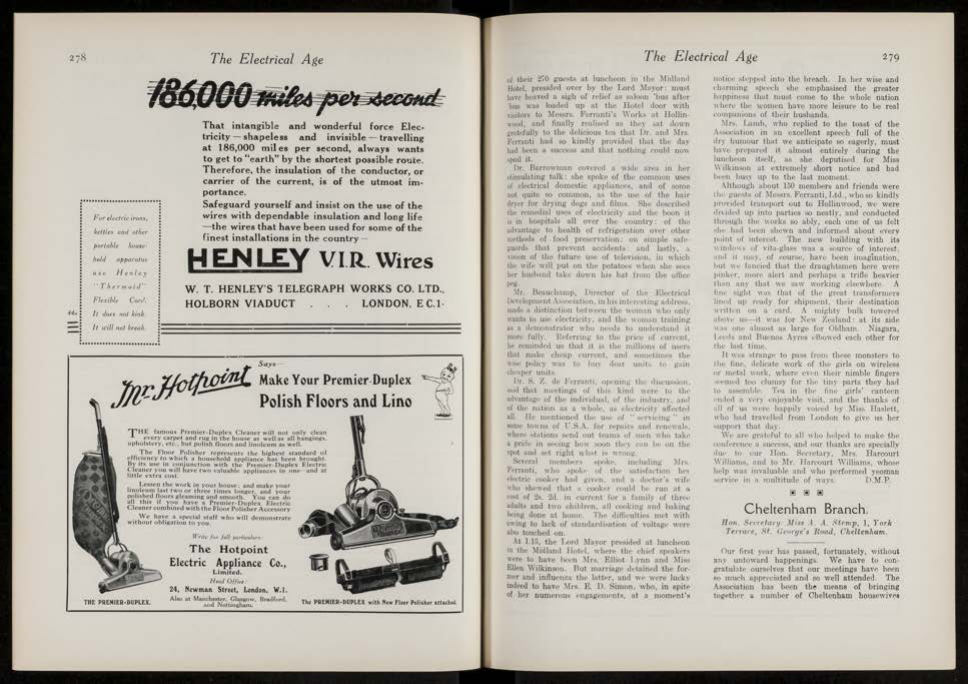 278
The Electrical Age
186,000 miles per second
That intangible and wonderful force Elec-
tricity — shapeless and invisible — travelling
at 186,000 miles per second, always wants
to get to "earth" by the shortest possible route.
Therefore, the insulation of the conductor, or
carrier of the current, is of the utmost im-
portance.
Safeguard yourself and insist on the use of the
wires with dependable insulation and long life
—the wires that have been used for some of the
finest installations in the country—
HENLEY V.I.R. Wires
W. T. HENLEY'S TELEGRAPH WORKS CO. LTD.,
HOLBORN VIADUCT . . . LONDON, E.C.1.
For electric irons,
kettles and other
portable house-
hold apparatus
use Henley
"Thermoid"
Flexible Cord.
It does not kink.
It will not break.
Mr. Hotpoint
Says—
Make Your Premier-Duplex
Polish Floors and Lino
THE famous Premier-Duplex Cleaner will not only clean
every carpet and rug in the house as well as all hangings,
upholstery, etc., but polish floors and linoleum as well.
The Floor Polisher represents the highest standard of
efficiency to which a household appliance has been brought.
By its use in conjunction with the Premier-Duplex Electric
Cleaner you will have two valuable appliances in one—and at
little extra cost.
Lessen the work in your house: and make your
linoleum last two or three times longer, and your
polished floors gleaming and smooth. You can do
all this if you have a Premier-Duplex Electric
Cleaner combined with the Floor Polisher Accessory
We have a special staff who will demonstrate
without obligation to you.
Write for full particulars:
The Hotpoint
Electric Appliance Co.,
Limited.
Head Office:
24, Newman Street, London, W.1.
Also at Manchester, Glasgow, Bradford,
and Nottingham.
THE PREMIER-DUPLEX.
The PREMIER-DUPLEX with New Floor Polisher attached.
The Electrical Age
279
of their 250 guests at luncheon in the Midland
Hotel, presided over by the Lord Mayor: must
have heaved a sigh of relief as saloon 'bus after
'bus was loaded up at the Hotel door with
visitors to Messrs. Ferranti's Works at Hollin-
wood, and finally realised as they sat down
gratefully to the delicious tea that Dr. and Mrs.
Ferranti had so kindly provided that the day
had been a success and that nothing could now
spoil it.
Dr. Barrowman covered a wide area in her
stimulating talk: she spoke of the common uses
of electrical domestic appliances, and of some
not quite so common, as the use of the hair
dryer for drying dogs and films. She described
the remedial uses of electricity and the boon it
is in hospitals all over the country: of the
advantage to health of refrigeration over other
methods of food preservation: on simple safe-
guards that prevent accidents: and lastly, a
vision of the future use of television, in which
the wife will put on the potatoes when she sees
her husband take down his hat from the office
peg.
Mr. Beauchamp, Director of the Electrical
Development Association, in his interesting address,
made a distinction between the woman who only
wants to use electricity, and the woman training
as a demonstrator who needs to understand it
more fully. Referring to the price of current,
he reminded us that it is the millions of users
that make cheap current, and sometimes the
wise policy was to buy dear units to gain
cheaper units.
Dr. S. Z. de Ferranti, opening the discussion,
said that meetings of this kind were to the
advantage of the individual, of the industry, and
of the nation as a whole, as electricity affected
all. He mentioned the use of "servicing" in
some towns of U.S.A. for repairs and renewals,
where stations send out teams of men who take
a pride in seeing how soon they can be on the
spot and set right what is wrong.
Several members spoke, including Mrs.
Ferranti, who spoke of the satisfaction her
electric cooker had given, and a doctor's wife
who shewed that a cooker could be run at a
cost of 2s. 2d. in current for a family of three
adults and two children, all cooking and baking
being done at home. The difficulties met with
owing to lack of standardisation of voltage were
also touched on.
At 1.15, the Lord Mayor presided at luncheon
in the Midland Hotel, where the chief speakers
were to have been Mrs. Elliot Lynn and Miss
Ellen Wilkinson. But marriage detained the for-
mer and influenza the latter, and we were lucky
indeed to have Mrs. E. D. Simon, who, in spite
of her numerous engagements, at a moment's
notice stepped into the breach. In her wise and
charming speech she emphasised the greater
happiness that must come to the whole nation
where the women have more leisure to be real
companions of their husbands.
Mrs. Lamb, who replied to the toast of the
Association in an excellent speech full of the
dry humour that we anticipate so eagerly, must
have prepared it almost entirely during the
luncheon itself, as she deputised for Miss
Wilkinson at extremely short notice and had
been busy up to the last moment.
Although about 150 members and friends were
the guests of Messrs. Ferranti, Ltd., who so kindly
provided transport out to Hollinwood, we were
divided up into parties so neatly, and conducted
through the works so ably, each one of us felt
she had been shewn and informed about every
point of interest. The new building with its
windows of vita-glass was a source of interest,
and it may, of course, have been imagination,
but we fancied that the draughtsmen here were
pinker, more alert and perhaps a trifle heavier
than any that we saw working elsewhere. A
fine sight was that of the great transformers
lined up ready for shipment, their destination
written on a card. A mighty bulk towered
above us—it was for New Zealand: at its side
was one almost as large for Oldham. Niagara,
Leeds and Buenos Ayres elbowed each other for
the last time.
It was strange to pass from these monsters to
the fine, delicate work of the girls on wireless
or metal work, where even their nimble fingers
seemed too clumsy for the tiny parts they had
to assemble. Tea in the fine girls' canteen
ended a very enjoyable visit, and the thanks of
all of us were happily voiced by Miss. Haslett,
who had travelled from London to give us her
support that day.
We are grateful to all who helped to make the
conference a success, and our thanks are specially
due to our Hon. Secretary, Mrs. Harcourt
Williams, and to Mr. Harcourt Williams, whose
help was invaluable and who performed yeoman
service in a multitude of ways. D.M.P.
Cheltenham Branch.
Hon. Secretary Miss A. A. Stemp, 1, York
Terrace, St. George's Road, Cheltenham.
Our first year has passed, fortunately, without
any untoward happenings. We have to con-
gratulate ourselves that our meetings have been
so much appreciated and so well attended. The
Association has been the means of bringing
together a number of Cheltenham housewives